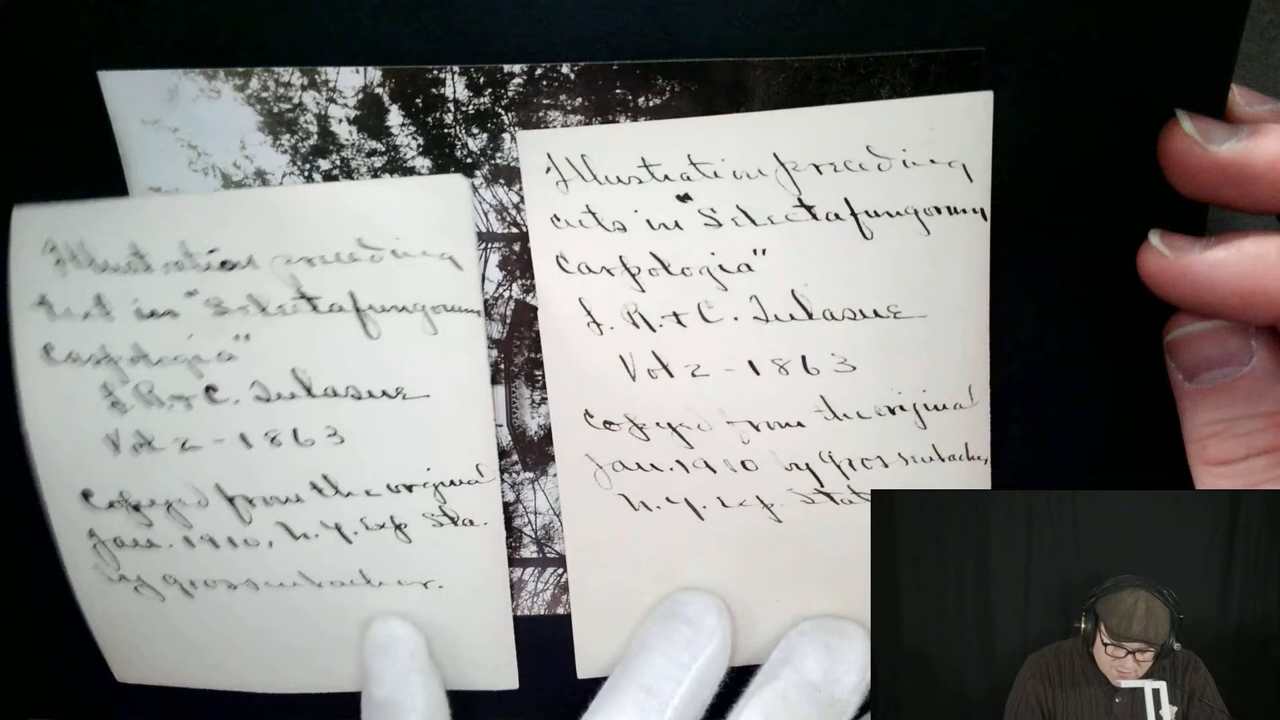 Illustration preceding
text in "Selecta fungorum
Carpologia"
L. R. & C. Tulasne
Vol 2 - 1863
Copyed from the original
Jan. 1910, N. Y. Exp Sta.
by Grossenbacher.
Illustration preceding
cuts in "Selecta fungorum
Carpologia"
L. R. & C. Tulasne
Vol 2 - 1863
Copyed from the original
Jan. 1910 by Grossenbacher,
N. Y. Exp. Stat